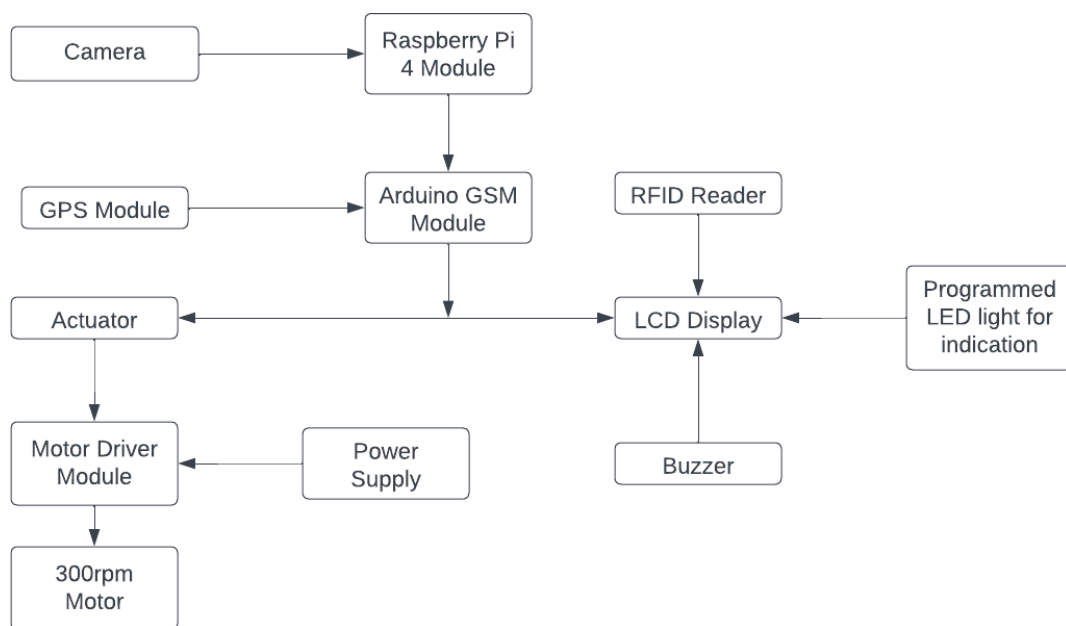 Camera
Raspberry Pi
4 Module
GPS Module
Arduino GSM
Module
RFID Reader
Actuator
LCD Display
Programmed
LED light for
indication
Motor Driver
Module
Power
Supply
Buzzer
300rpm
Motor